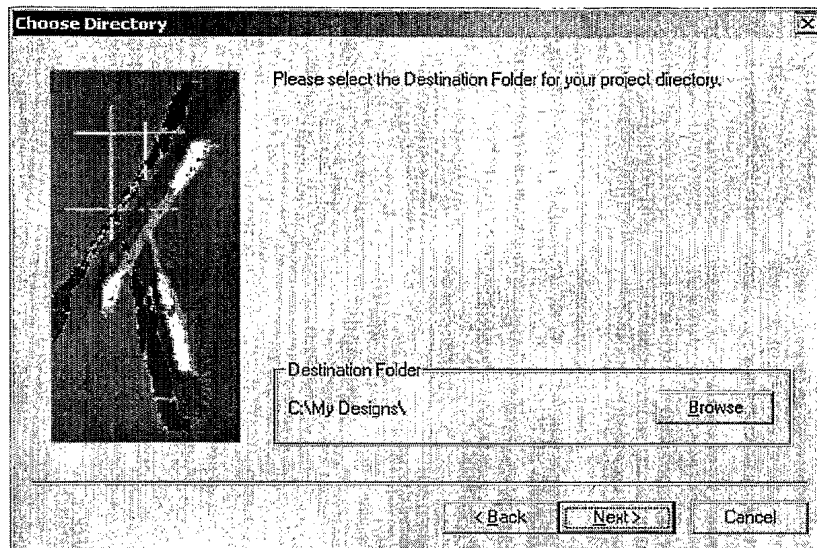 Choose Directory
Please select the Destination Folder for your project directory.
Destination Folder
C:\My Designs\
Browse...
< Back
Next >
Cancel